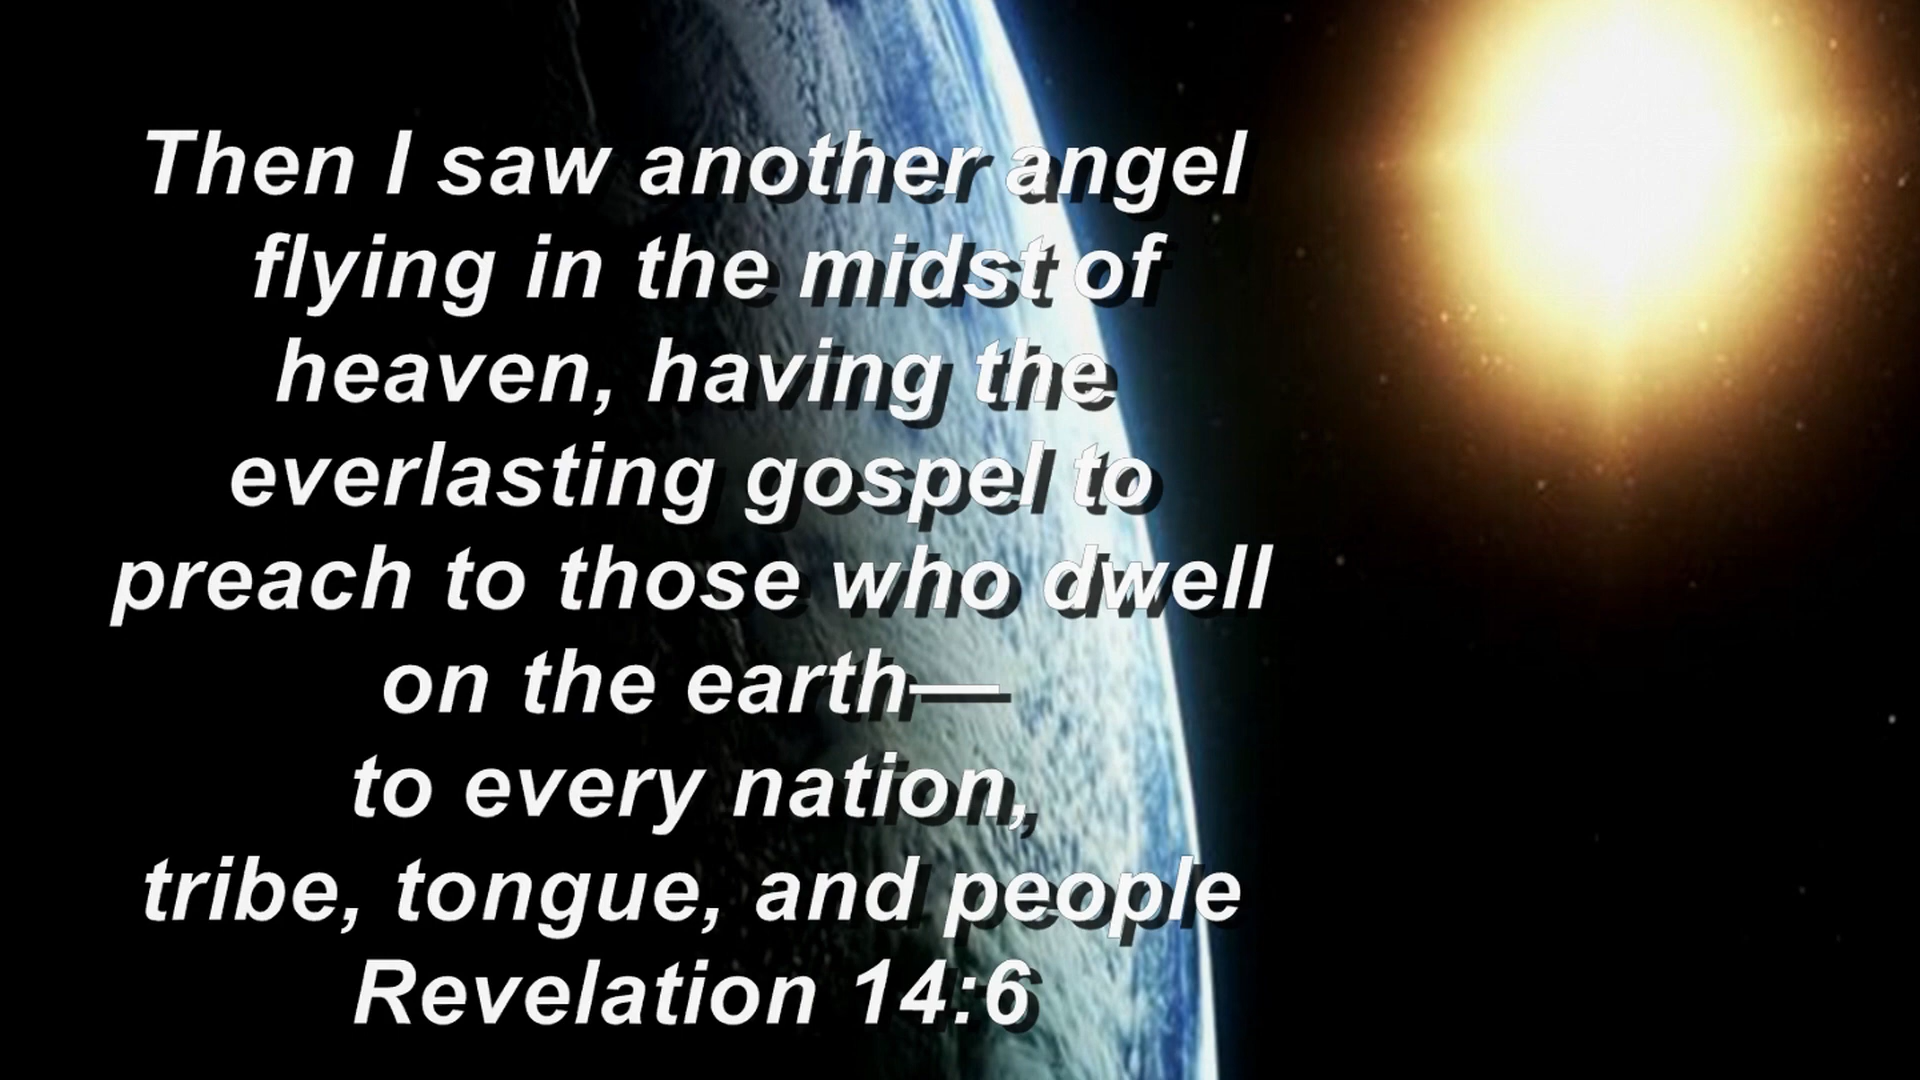 Then I saw another angel
flying in the midst of
heaven, having the
everlasting gospel to
preach to those who dwell
on the earth—
to every nation,
tribe, tongue, and people
Revelation 14:6